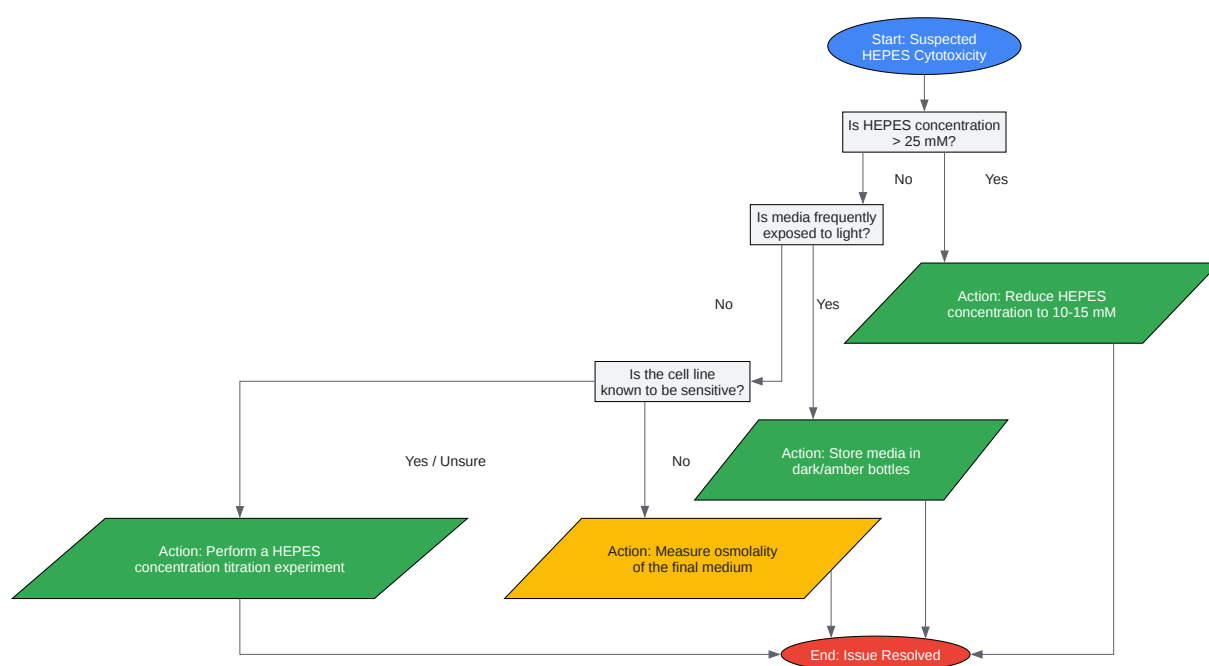 Start: Suspected
HEPES Cytotoxicity
Is HEPES concentration
> 25 mM?
No
Yes
Is media frequently
exposed to light?
No
Yes
Action: Reduce HEPES
concentration to 10-15 mM
Is the cell line
known to be sensitive?
Yes / Unsure
No
Action: Store media in
dark/amber bottles
Action: Perform a HEPES
concentration titration experiment
Action: Measure osmolality
of the final medium
End: Issue Resolved